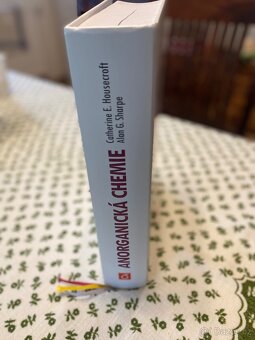 Catherine E. Housecroft
Alan G. Sharpe
ANORGANICKÁ CHEMIE